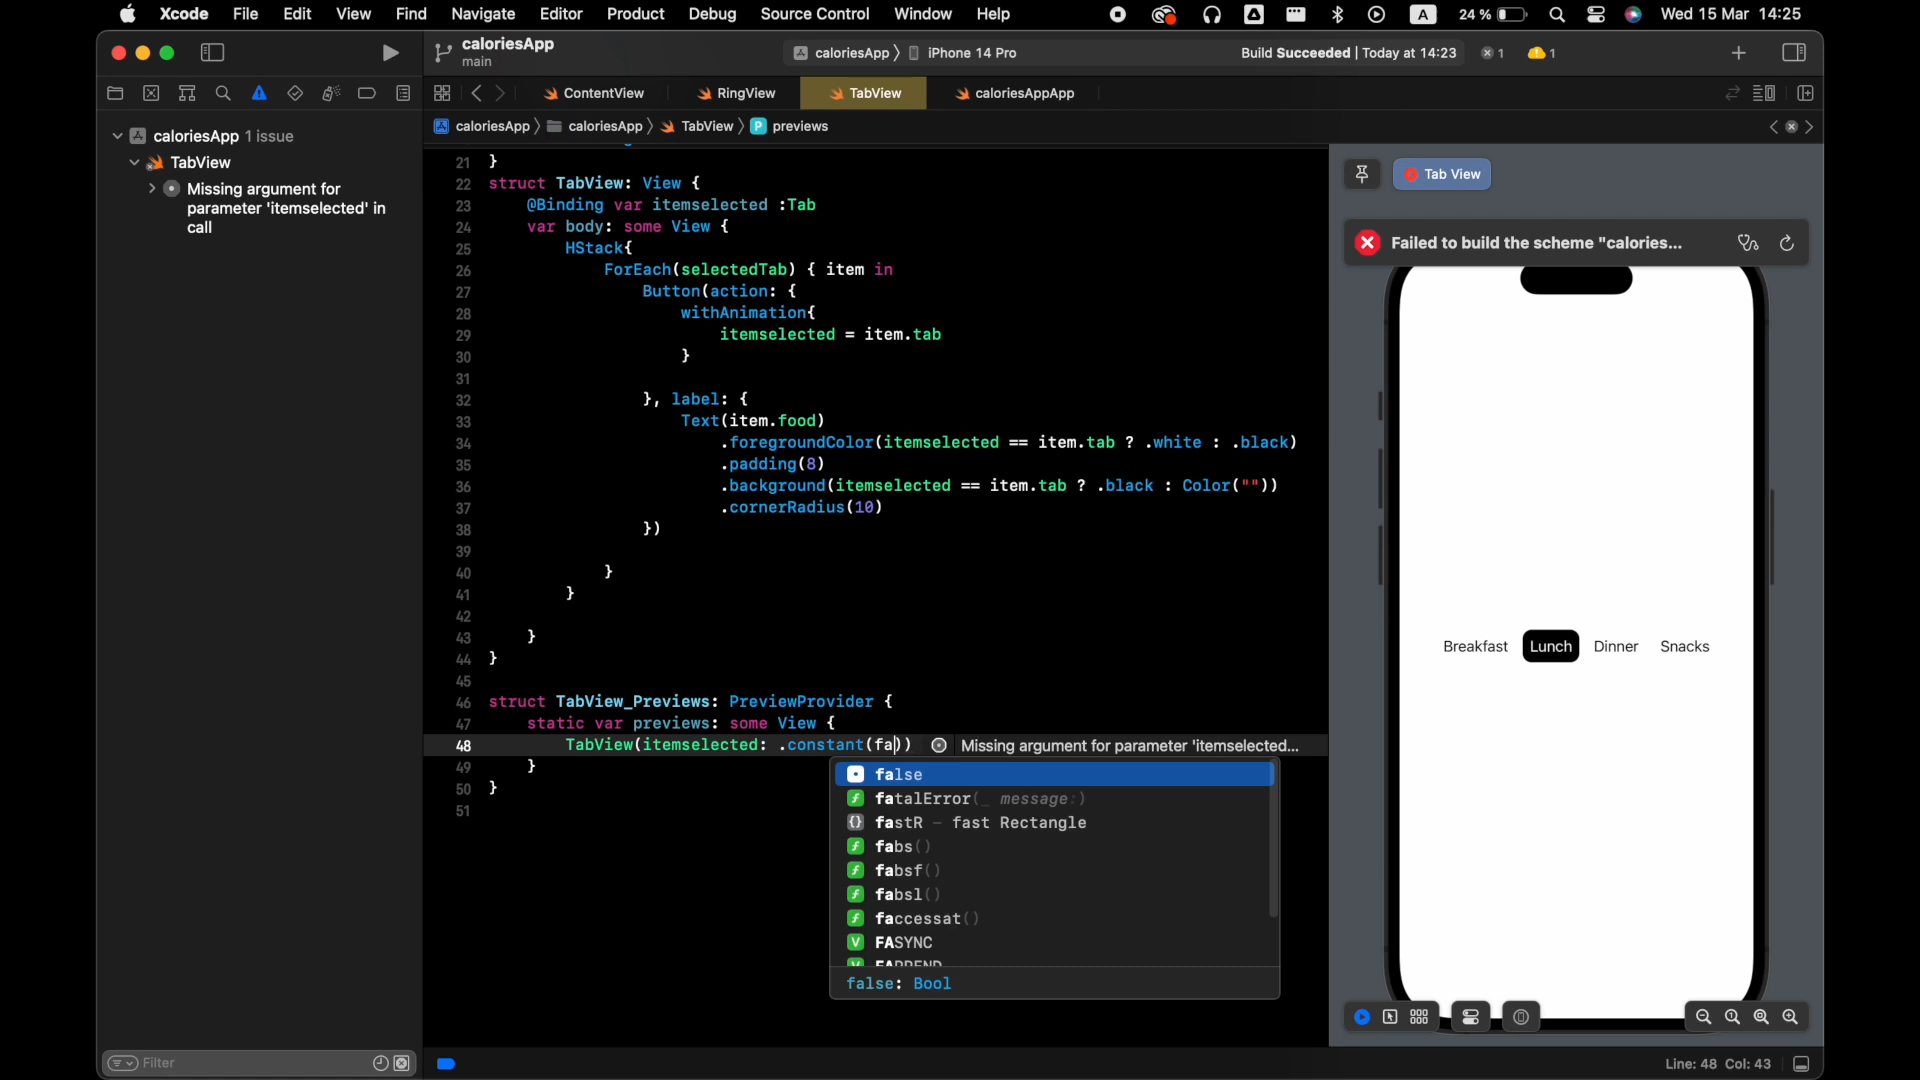 Xcode File Edit View Find Navigate Editor Product Debug Source Control Window Help
A 24 % Wed 15 Mar 14:25
caloriesApp
main
caloriesApp 〉 iPhone 14 Pro
Build Succeeded | Today at 14:23 1 1
ContentView RingView TabView caloriesAppApp
caloriesApp 〉 caloriesApp 〉 TabView 〉 P previews
caloriesApp 1 issue
TabView
Missing argument for
parameter 'itemselected' in
call
21 }
22 struct TabView: View {
23 @Binding var itemselected :Tab
24 var body: some View {
25 HStack{
26 ForEach(selectedTab) { item in
27 Button(action: {
28 withAnimation{
29 itemselected = item.tab
30 }
31
32 }, label: {
33 Text(item.food)
34 .foregroundColor(itemselected == item.tab ? .white : .black)
35 .padding(8)
36 .background(itemselected == item.tab ? .black : Color(""))
37 .cornerRadius(10)
38 })
39
40 }
41 }
42
43 }
44 }
45
46 struct TabView_Previews: PreviewProvider {
47 static var previews: some View {
48 TabView(itemselected: .constant(fa)) Missing argument for parameter 'itemselected...
49 }
50 }
51
false
fatalError(_ message:)
fastR – fast Rectangle
fabs()
fabsf()
fabsl()
faccessat()
FASYNC
false: Bool
Tab View
Failed to build the scheme "calories...
Breakfast Lunch Dinner Snacks
Filter
Line: 48 Col: 43